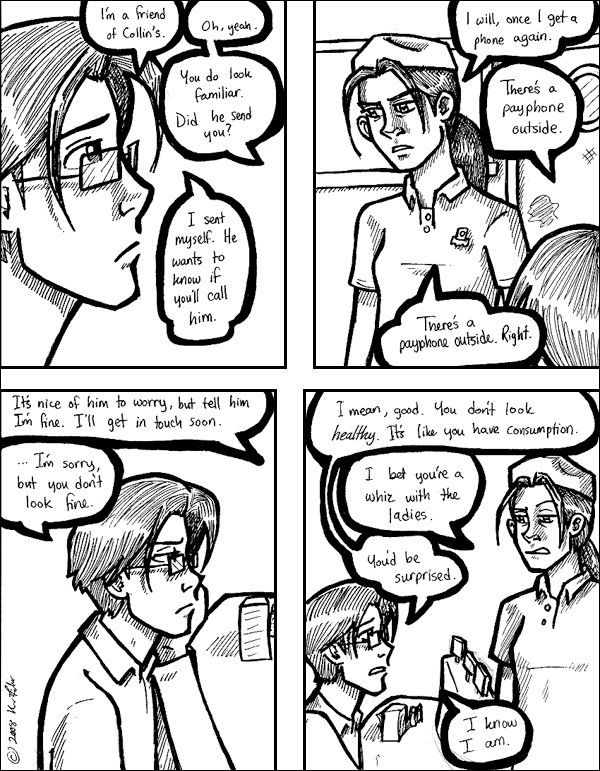 I'm a friend
of Collin's.
Oh, yeah.
You do look
familiar.
Did he send
you?
I sent
myself. He
wants to
know if
you'll call
him.
I will, once I get a
phone again.
There's a
payphone
outside.
There's a
payphone outside. Right.
It's nice of him to worry, but tell him
I'm fine. I'll get in touch soon.
... I'm sorry,
but you don't
look fine.
I mean, good. You don't look
healthy. It's like you have consumption.
I bet you're a
whiz with the
ladies.
You'd be
surprised.
I know
I am.
© 2008